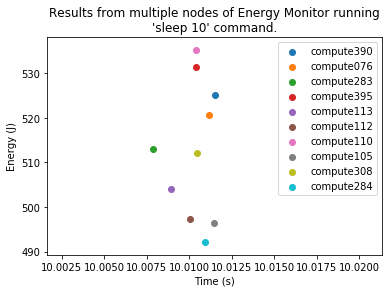 Results from multiple nodes of Energy Monitor running
'sleep 10' command.
Energy (J)
530
520
510
500
490
compute390
compute076
compute283
compute395
compute113
compute112
compute110
compute105
compute308
compute284
10.0025 10.0050 10.0075 10.0100 10.0125 10.0150 10.0175 10.0200
Time (s)